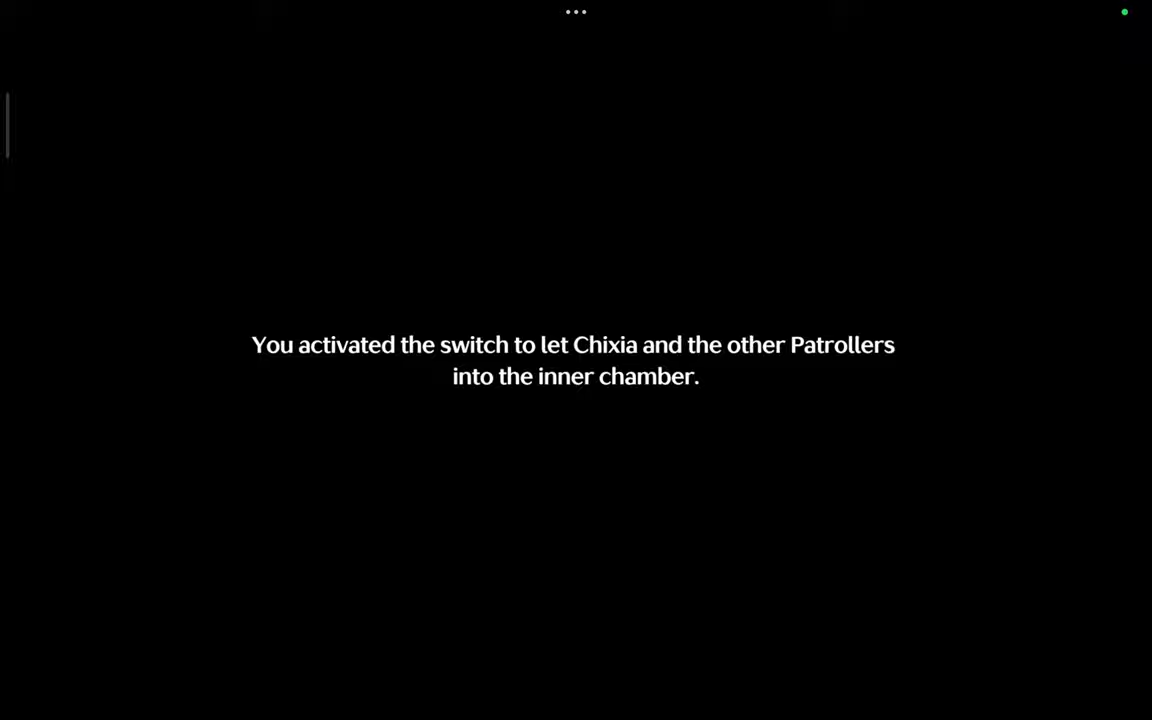 You activated the switch to let Chixia and the other Patrollers
into the inner chamber.